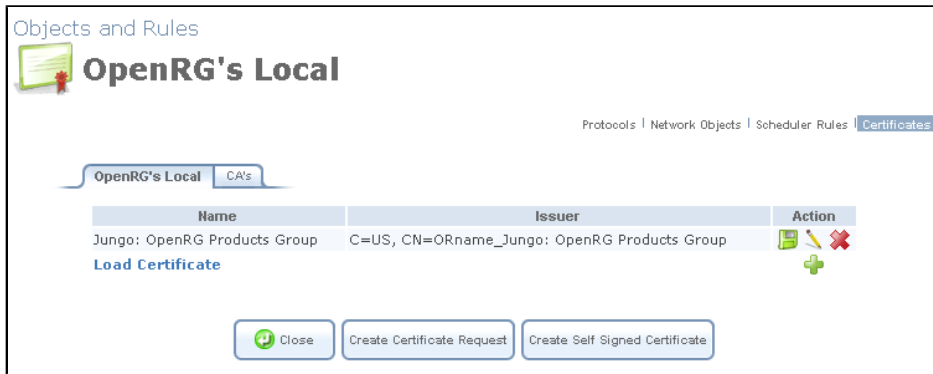 Objects and Rules
OpenRG's Local
Protocols | Network Objects | Scheduler Rules | Certificates
OpenRG's Local CA's
Name Issuer Action
Jungo: OpenRG Products Group C=US, CN=ORname_Jungo: OpenRG Products Group
Load Certificate
Close Create Certificate Request Create Self Signed Certificate